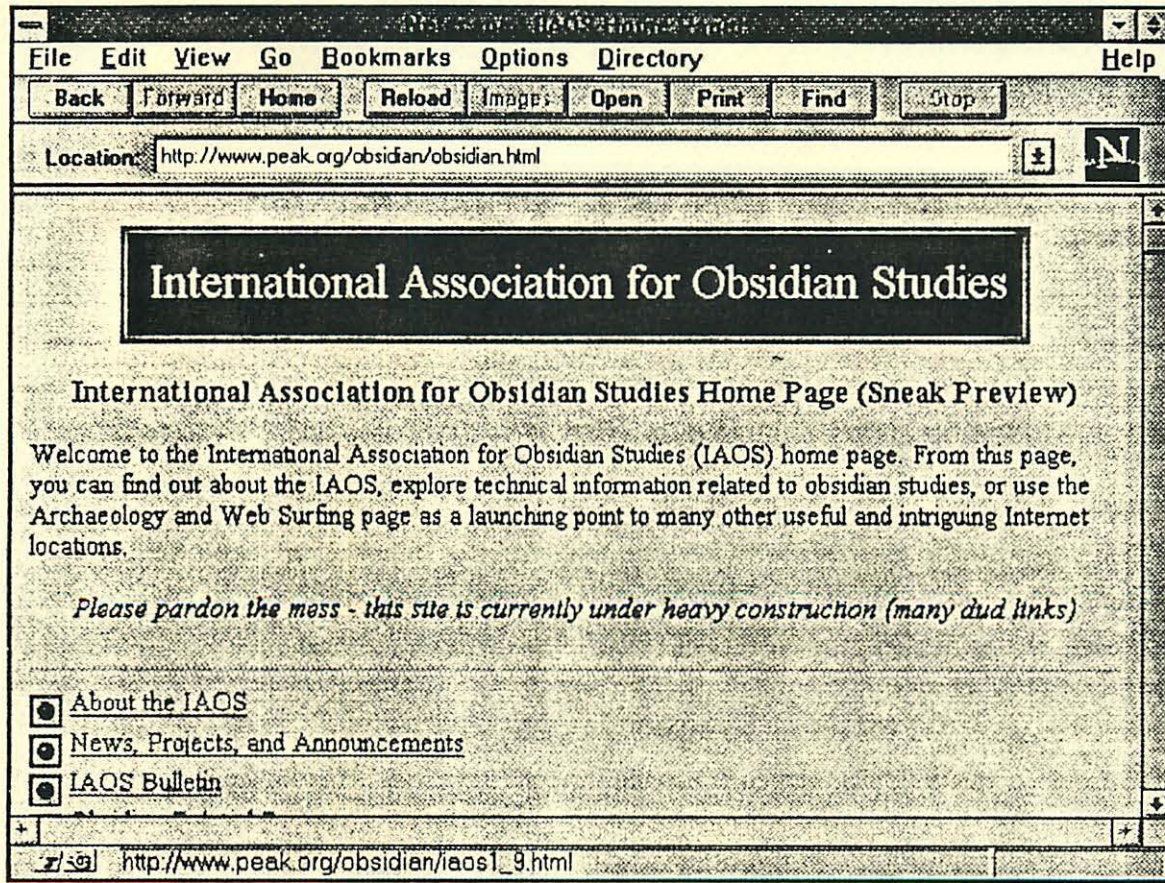 File Edit View Go Bookmarks Options Directory Help
Back Forward Home Reload Images Open Print Find Stop
Location: http://www.peak.org/obsidian/obsidian.html
N
International Association for Obsidian Studies
International Association for Obsidian Studies Home Page (Sneak Preview)
Welcome to the International Association for Obsidian Studies (IAOS) home page. From this page,
you can find out about the IAOS, explore technical information related to obsidian studies, or use the
Archaeology and Web Surfing page as a launching point to many other useful and intriguing Internet
locations.
Please pardon the mess - this site is currently under heavy construction (many dud links)
About the IAOS
News, Projects, and Announcements
IAOS Bulletin
http://www.peak.org/obsidian/iaos1_9.html